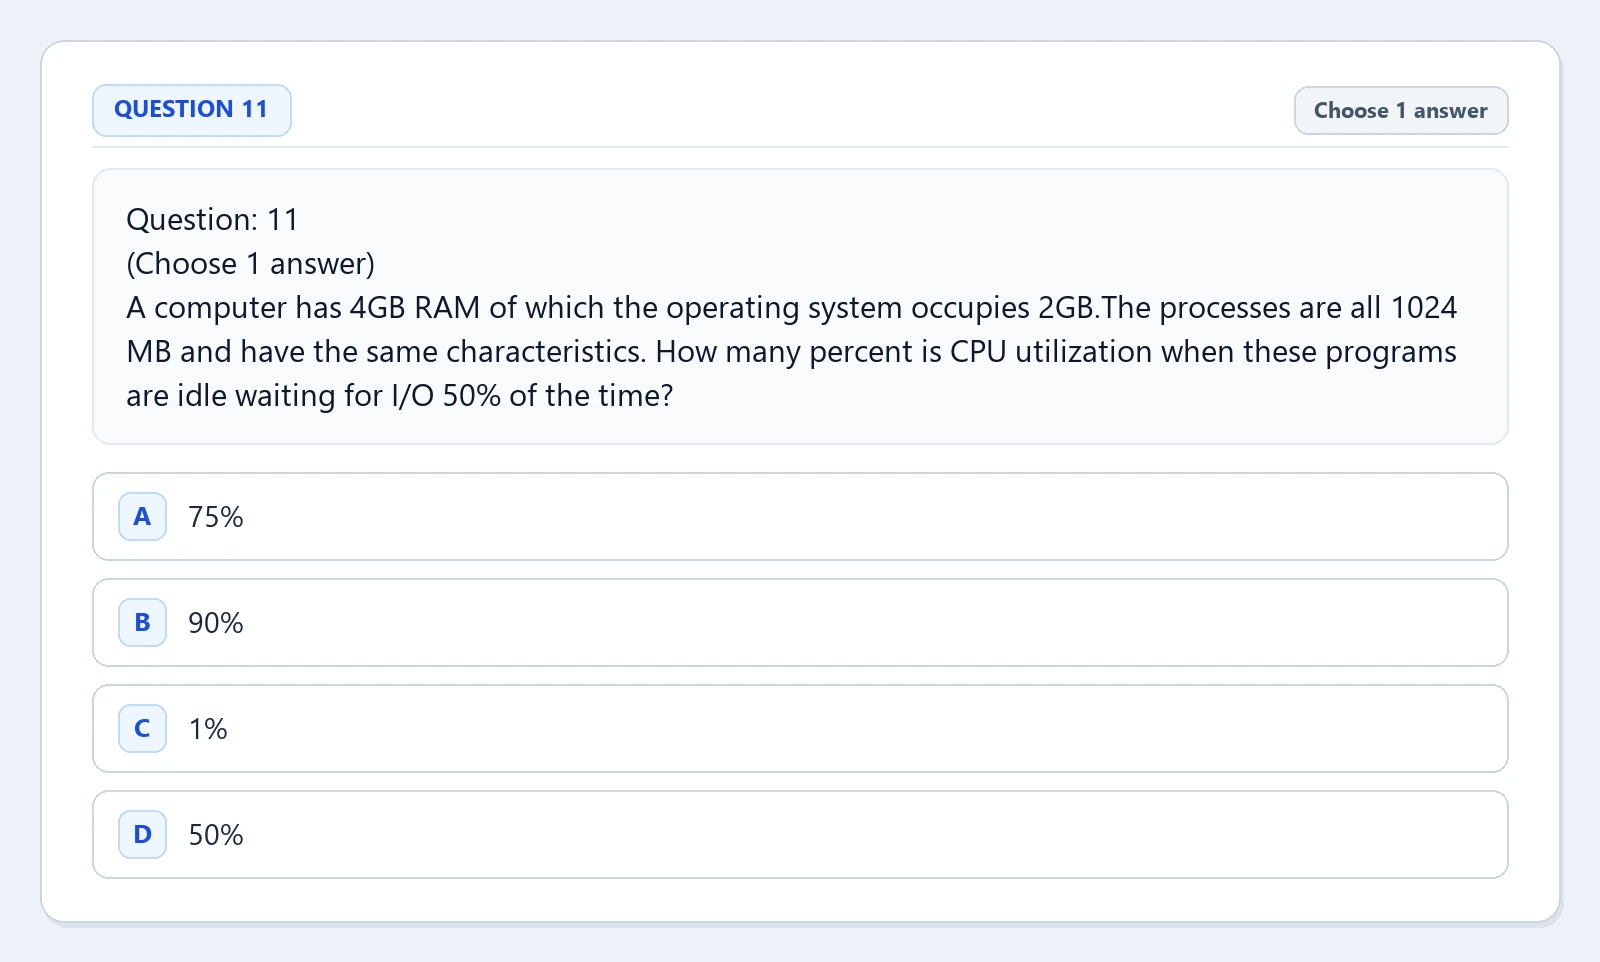 QUESTION 11
Choose 1 answer
Question: 11
(Choose 1 answer)
A computer has 4GB RAM of which the operating system occupies 2GB.The processes are all 1024
MB and have the same characteristics. How many percent is CPU utilization when these programs
are idle waiting for I/O 50% of the time?
A 75%
B 90%
C 1%
D 50%